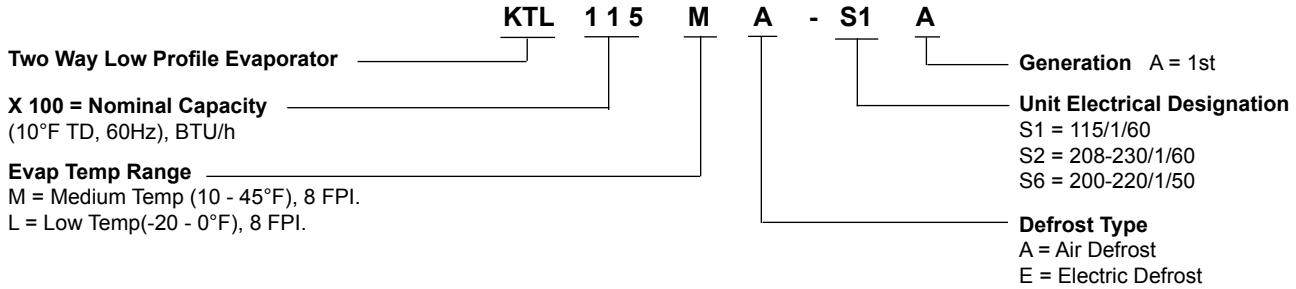 KTL 1 1 5 M A - S1 A
Two Way Low Profile Evaporator
X 100 = Nominal Capacity
(10°F TD, 60Hz), BTU/h
Evap Temp Range
M = Medium Temp (10 - 45°F), 8 FPI.
L = Low Temp(-20 - 0°F), 8 FPI.
Generation A = 1st
Unit Electrical Designation
S1 = 115/1/60
S2 = 208-230/1/60
S6 = 200-220/1/50
Defrost Type
A = Air Defrost
E = Electric Defrost